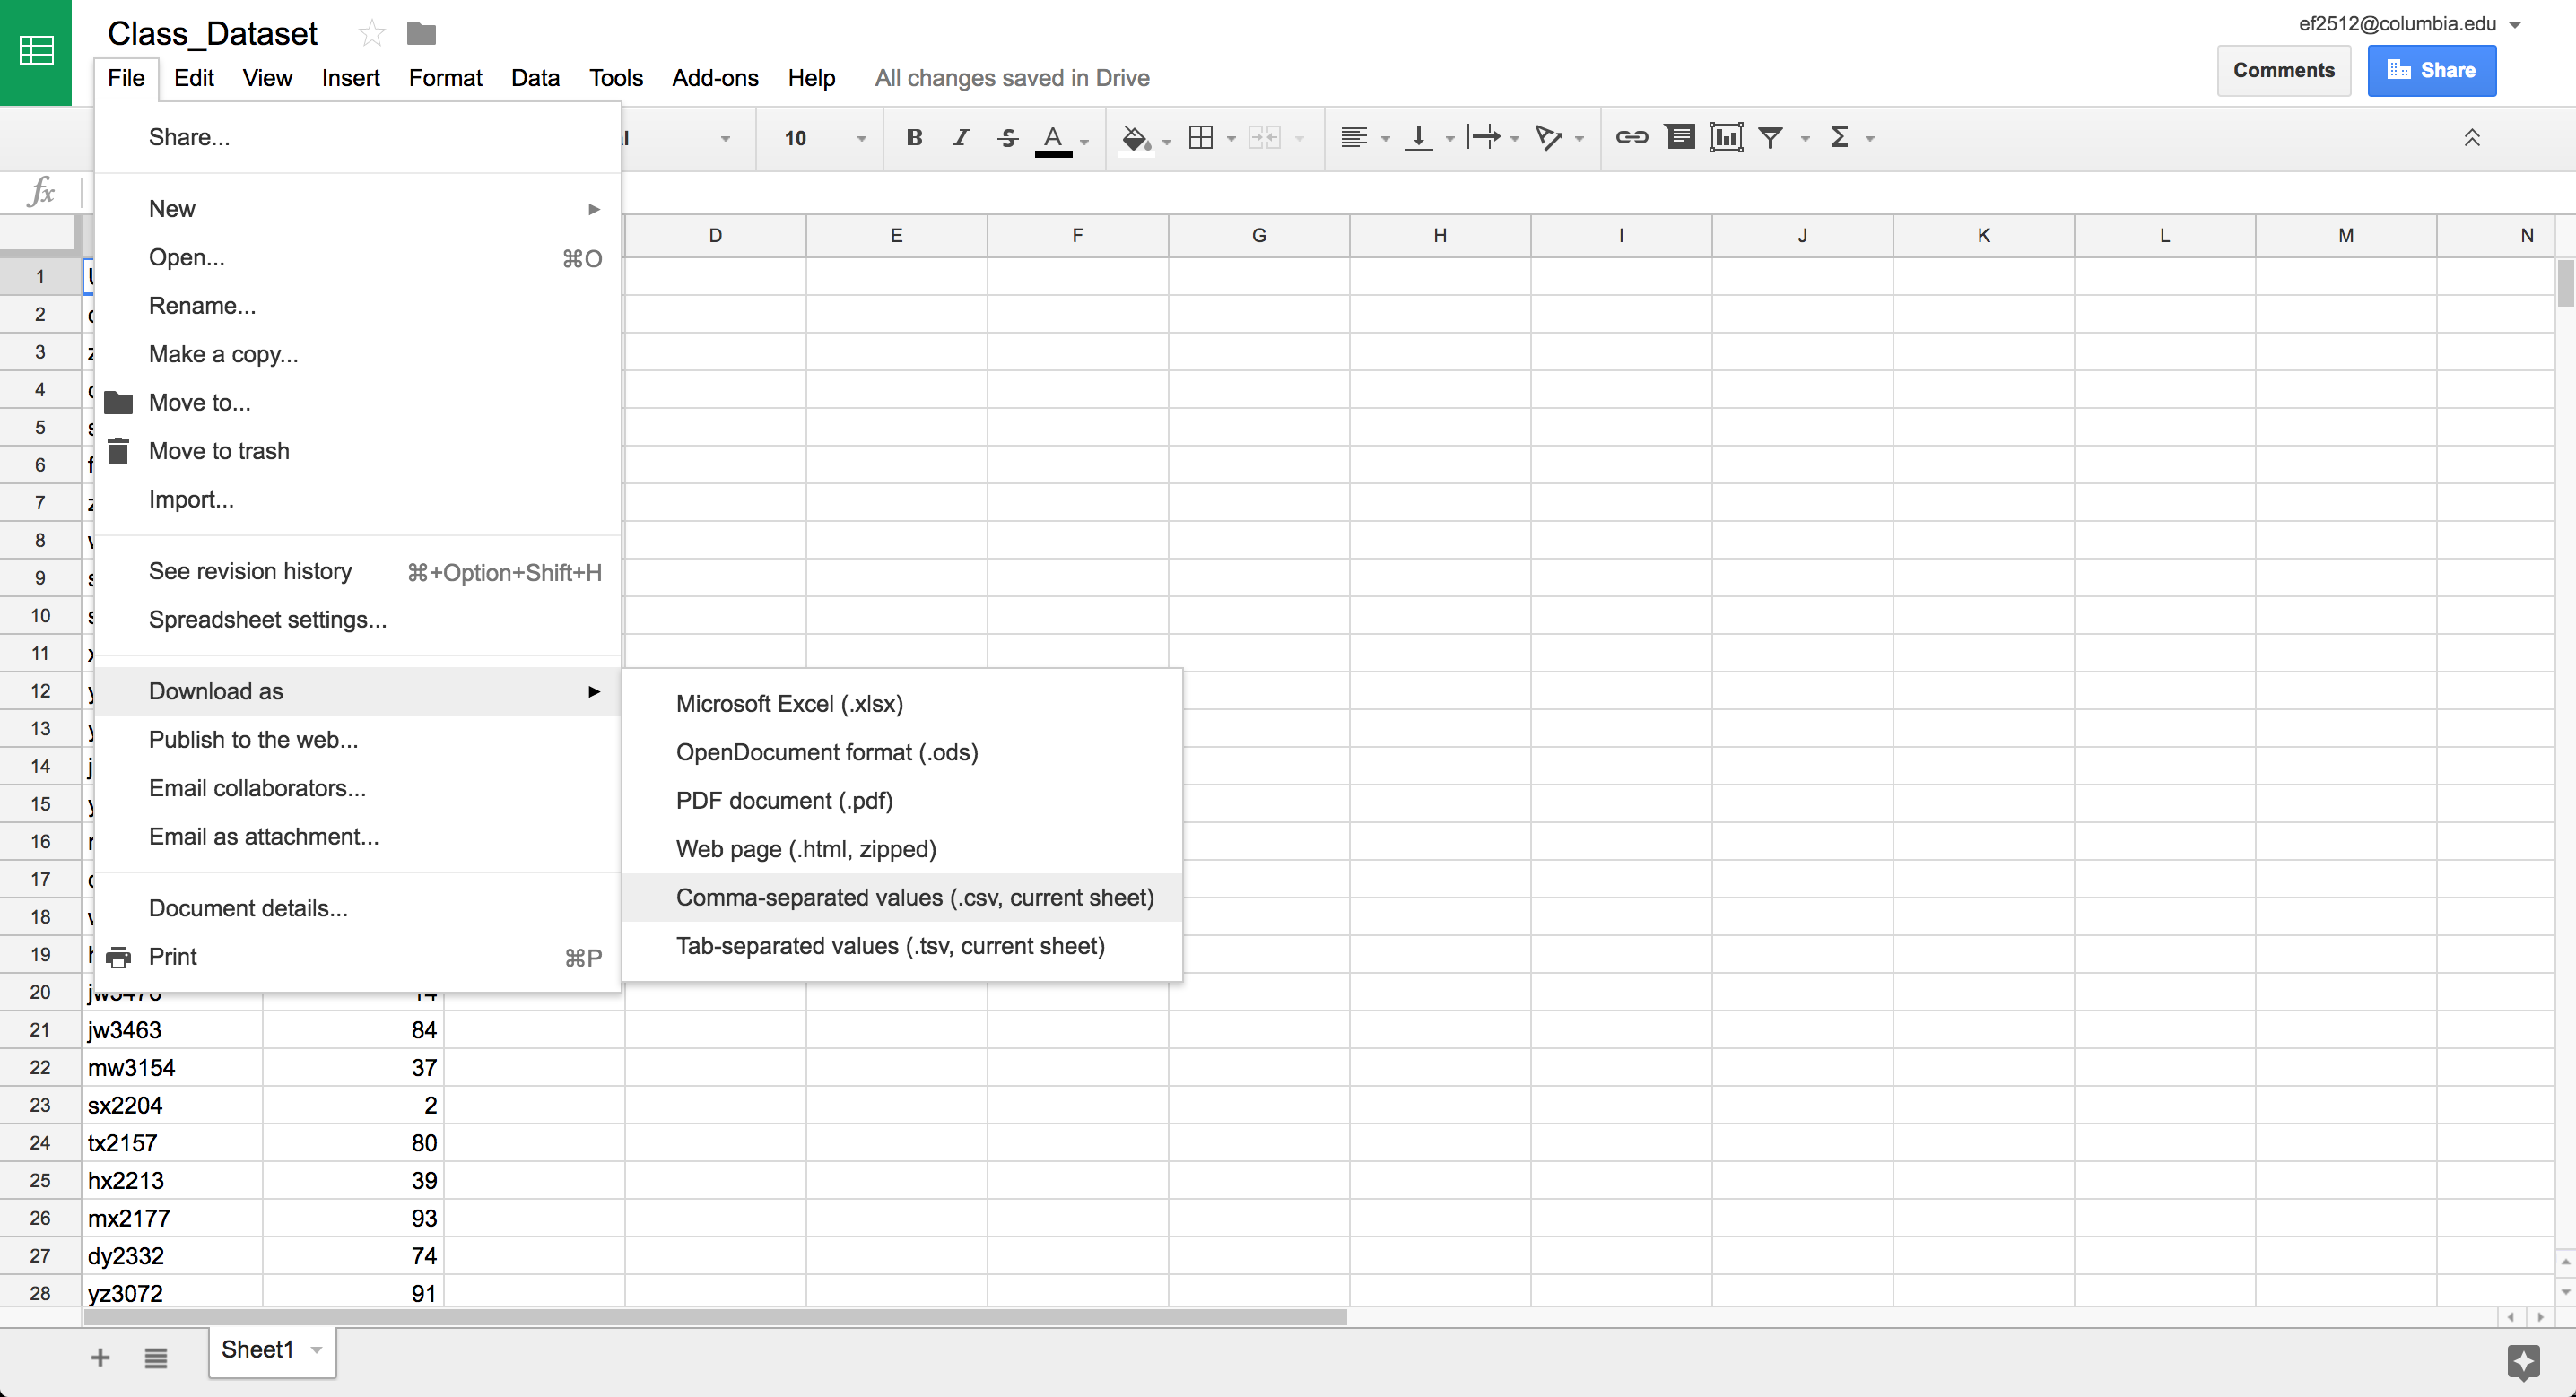 Class_Dataset
ef2512@columbia.edu
File Edit View Insert Format Data Tools Add-ons Help All changes saved in Drive
Comments Share
10 B I S A Σ
fx
D E F G H I J K L M N
Share...
New
Open... ⌘O
Rename...
Make a copy...
Move to...
Move to trash
Import...
See revision history ⌘+Option+Shift+H
Spreadsheet settings...
Download as
Publish to the web...
Email collaborators...
Email as attachment...
Document details...
Print ⌘P
Microsoft Excel (.xlsx)
OpenDocument format (.ods)
PDF document (.pdf)
Web page (.html, zipped)
Comma-separated values (.csv, current sheet)
Tab-separated values (.tsv, current sheet)
1
2
3
4
5
6
7
8
9
10
11
12
13
14
15
16
17
18
19
20
21 jw3463 84
22 mw3154 37
23 sx2204 2
24 tx2157 80
25 hx2213 39
26 mx2177 93
27 dy2332 74
28 yz3072 91
Sheet1